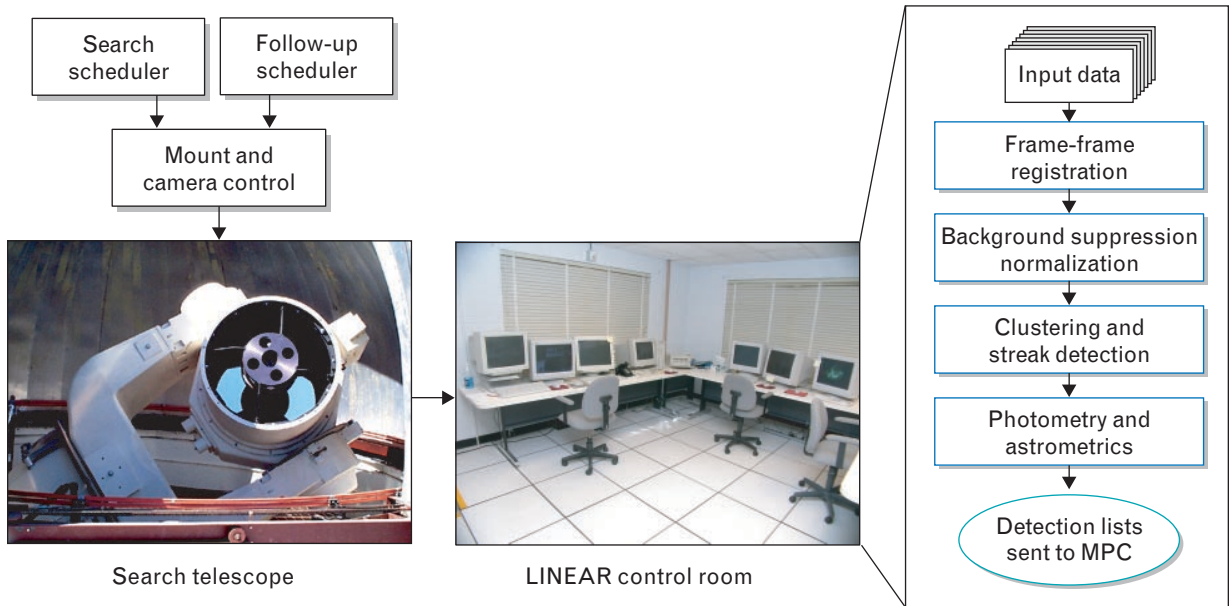 Search
scheduler
Follow-up
scheduler
Mount and
camera control
Search telescope
LINEAR control room
Input data
Frame-frame
registration
Background suppression
normalization
Clustering and
streak detection
Photometry and
astrometrics
Detection lists
sent to MPC